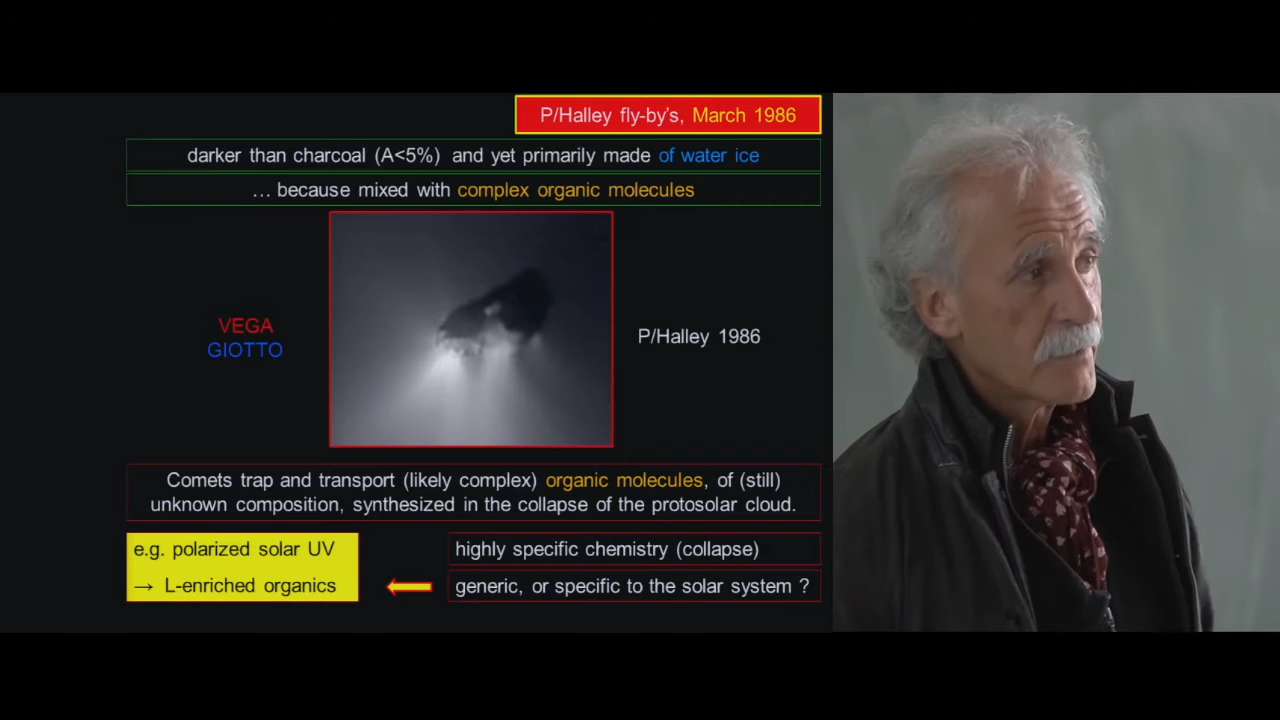 P/Halley fly-by's, March 1986
darker than charcoal (A<5%) and yet primarily made of water ice
… because mixed with complex organic molecules
VEGA
GIOTTO
P/Halley 1986
Comets trap and transport (likely complex) organic molecules, of (still)
unknown composition, synthesized in the collapse of the protosolar cloud.
e.g. polarized solar UV
→ L-enriched organics
highly specific chemistry (collapse)
generic, or specific to the solar system ?